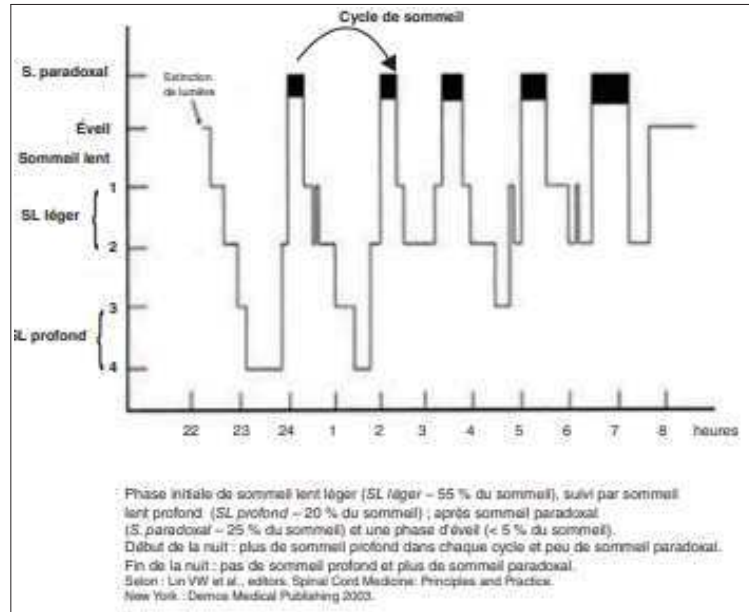 Cycle de sommeil
S. paradoxal
Extinction
de lumière
Éveil
Sommeil lent
1
SL léger
2
3
SL profond
4
22 23 24 1 2 3 4 5 6 7 8 heures
Phase initiale de sommeil lent léger (SL léger – 55 % du sommeil), suivi par sommeil
lent profond (SL profond – 20 % du sommeil) ; après sommeil paradoxal
(S. paradoxal – 25 % du sommeil) et une phase d'éveil (< 5 % du sommeil).
Début de la nuit : plus de sommeil profond dans chaque cycle et peu de sommeil paradoxal.
Fin de la nuit : pas de sommeil profond et plus de sommeil paradoxal.
Selon : Lin VW et al., editors. Spinal Cord Medicine: Principles and Practice.
New York : Demos Medical Publishing 2003.